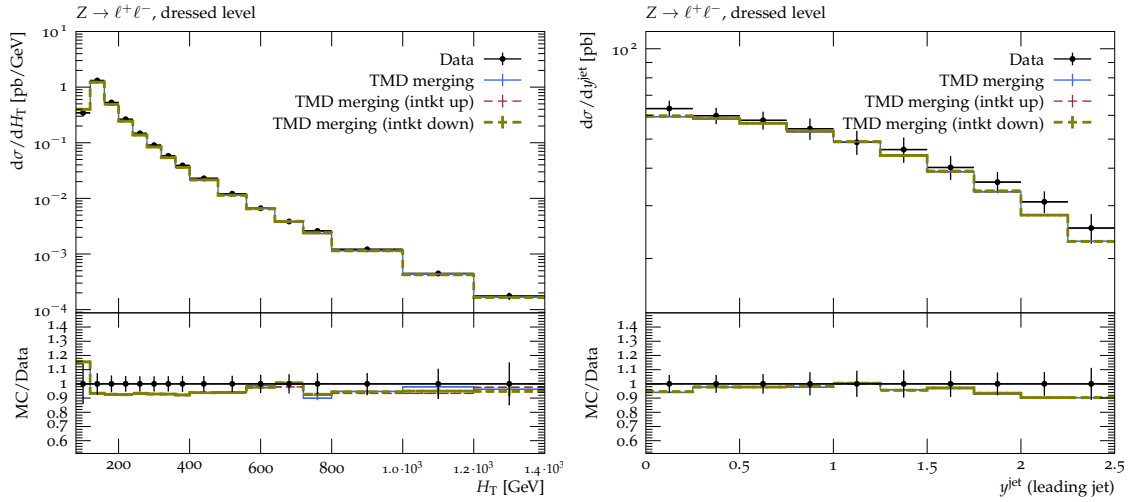 Z → ℓ⁺ℓ⁻, dressed level
dσ/dH_T [pb/GeV]
10¹
1
10⁻¹
10⁻²
10⁻³
10⁻⁴
Data
TMD merging
TMD merging (intkt up)
TMD merging (intkt down)
MC/Data
1.4
1.3
1.2
1.1
1
0.9
0.8
0.7
0.6
200 400 600 800 1.0·10³ 1.2·10³ 1.4·10³
H_T [GeV]
Z → ℓ⁺ℓ⁻, dressed level
dσ/dy^jet [pb]
10²
Data
TMD merging
TMD merging (intkt up)
TMD merging (intkt down)
MC/Data
1.4
1.3
1.2
1.1
1
0.9
0.8
0.7
0.6
0 0.5 1 1.5 2 2.5
y^jet (leading jet)